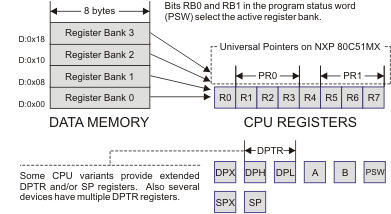 8 bytes
Bits RB0 and RB1 in the program status word
(PSW) select the active register bank.
D:0x18
Register Bank 3
Universal Pointers on NXP 80C51MX
D:0x10
Register Bank 2
D:0x08
Register Bank 1
PR0
PR1
D:0x00
Register Bank 0
R0 R1 R2 R3 R4 R5 R6 R7
DATA MEMORY
CPU REGISTERS
DPTR
Some CPU variants provide extended
DPTR and/or SP registers. Also several
devices have multiple DPTR registers.
DPX DPH DPL A B PSW
SPX SP